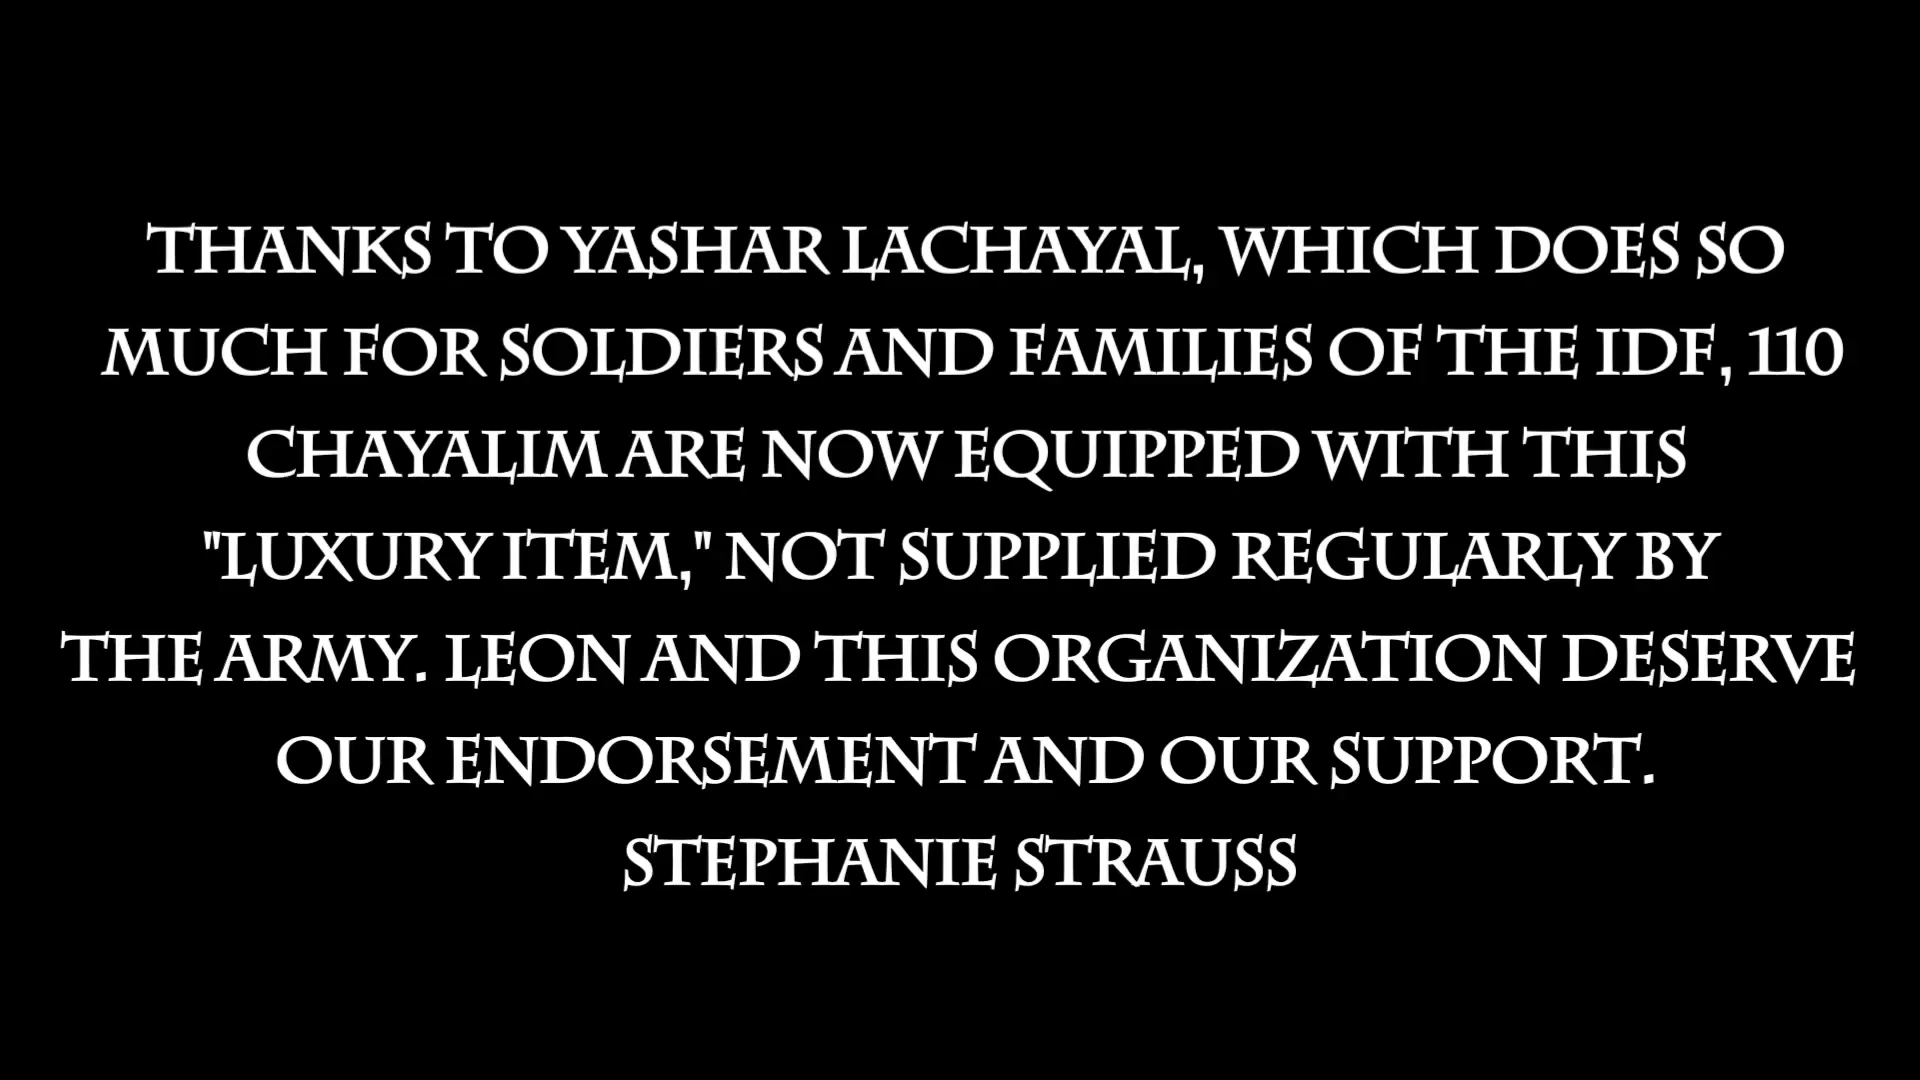 THANKS TO YASHAR LACHAYAL, WHICH DOES SO
MUCH FOR SOLDIERS AND FAMILIES OF THE IDF, 110
CHAYALIM ARE NOW EQUIPPED WITH THIS
"LUXURY ITEM," NOT SUPPLIED REGULARLY BY
THE ARMY. LEON AND THIS ORGANIZATION DESERVE
OUR ENDORSEMENT AND OUR SUPPORT.
STEPHANIE STRAUSS